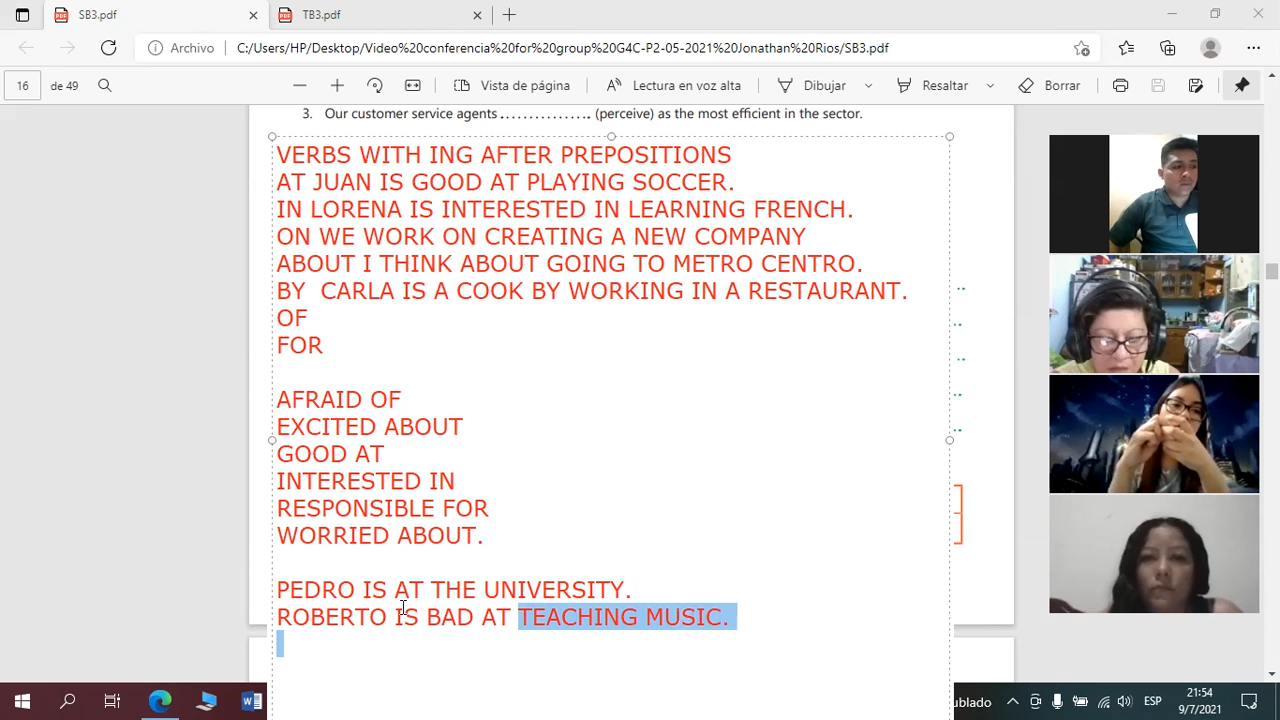 SB3.pdf
TB3.pdf
Archivo
C:/Users/HP/Desktop/Video%20conferencia%20for%20group%20G4C-P2-05-2021%20Jonathan%20Rios/SB3.pdf
16 de 49
Vista de página
Lectura en voz alta
Dibujar
Resaltar
Borrar
3. Our customer service agents .............. (perceive) as the most efficient in the sector.
VERBS WITH ING AFTER PREPOSITIONS
AT JUAN IS GOOD AT PLAYING SOCCER.
IN LORENA IS INTERESTED IN LEARNING FRENCH.
ON WE WORK ON CREATING A NEW COMPANY
ABOUT I THINK ABOUT GOING TO METRO CENTRO.
BY CARLA IS A COOK BY WORKING IN A RESTAURANT.
OF
FOR
AFRAID OF
EXCITED ABOUT
GOOD AT
INTERESTED IN
RESPONSIBLE FOR
WORRIED ABOUT.
PEDRO IS AT THE UNIVERSITY.
ROBERTO IS BAD AT TEACHING MUSIC.
ublado
ESP
21:54
9/7/2021